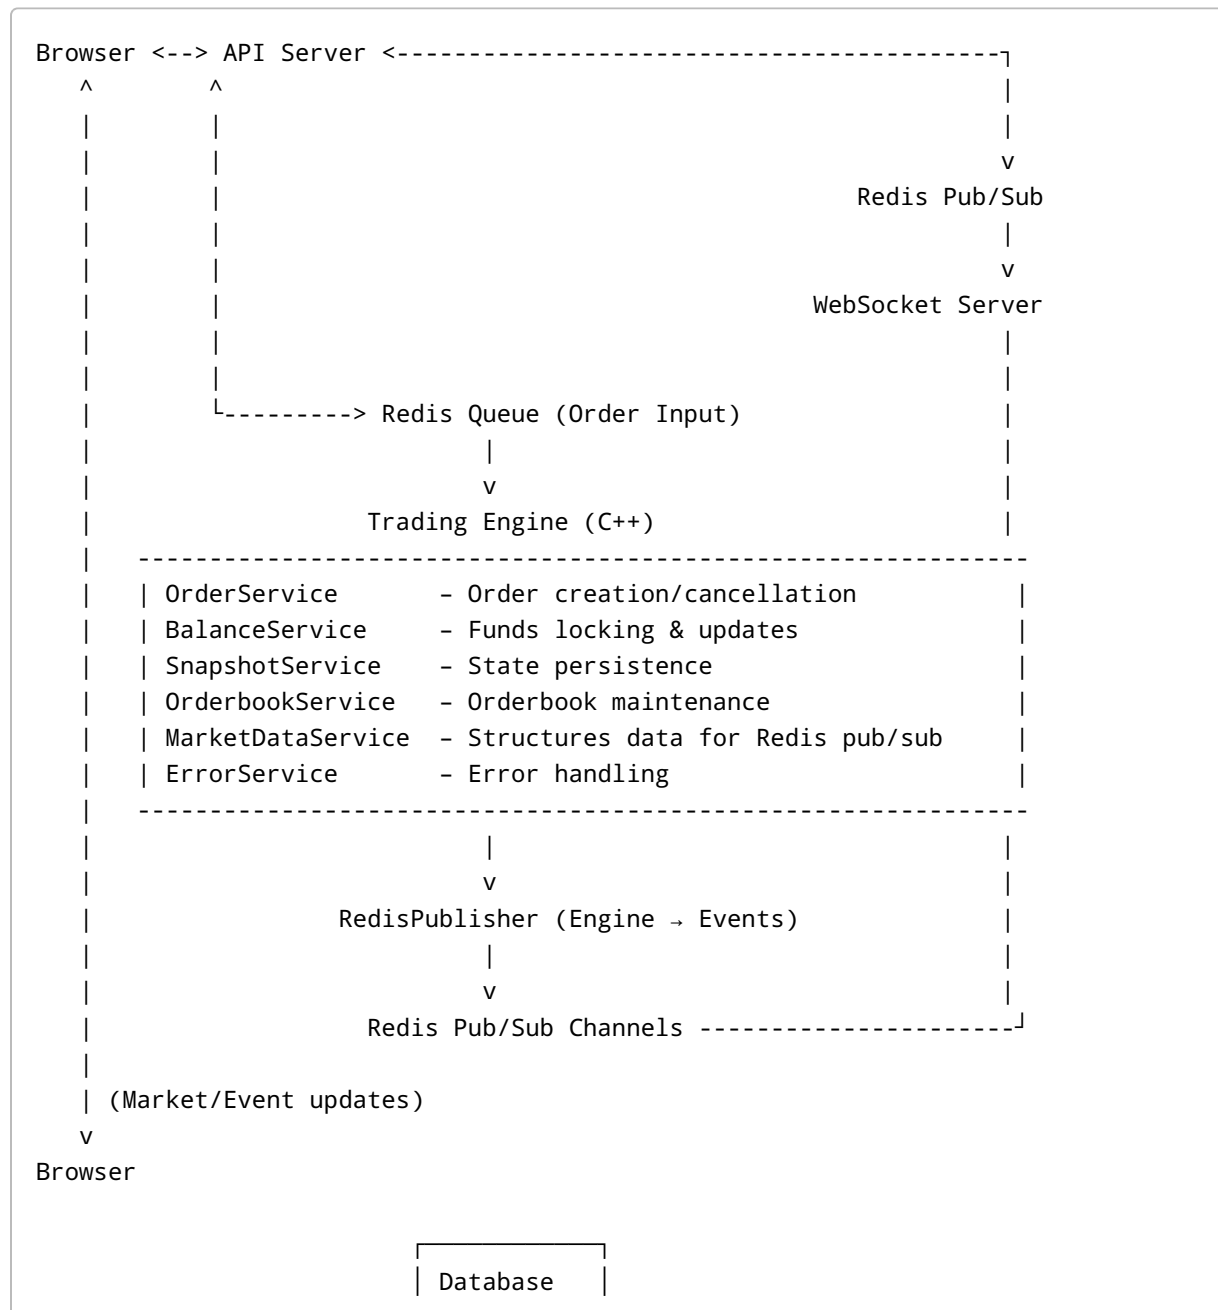 Browser <--> API Server <------------------------------------------┐
   ^        ^                                                      |
   |        |                                                      |
   |        |                                                      v
   |        |                                            Redis Pub/Sub
   |        |                                                      |
   |        |                                                      v
   |        |                                         WebSocket Server
   |        |                                                      |
   |        |                                                      |
   |        └---------> Redis Queue (Order Input)                  |
   |                           |                                   |
   |                           v                                   |
   |                   Trading Engine (C++)                        |
   |   --------------------------------------------------------------
   |   | OrderService       – Order creation/cancellation           |
   |   | BalanceService     – Funds locking & updates               |
   |   | SnapshotService    – State persistence                     |
   |   | OrderbookService   – Orderbook maintenance                 |
   |   | MarketDataService  – Structures data for Redis pub/sub     |
   |   | ErrorService       – Error handling                        |
   |   --------------------------------------------------------------
   |                           |                                   |
   |                           v                                   |
   |                 RedisPublisher (Engine → Events)              |
   |                           |                                   |
   |                           v                                   |
   |                   Redis Pub/Sub Channels ----------------------┘
   |
   | (Market/Event updates)
   v
Browser

                          ┌────────────┐
                          │ Database   │